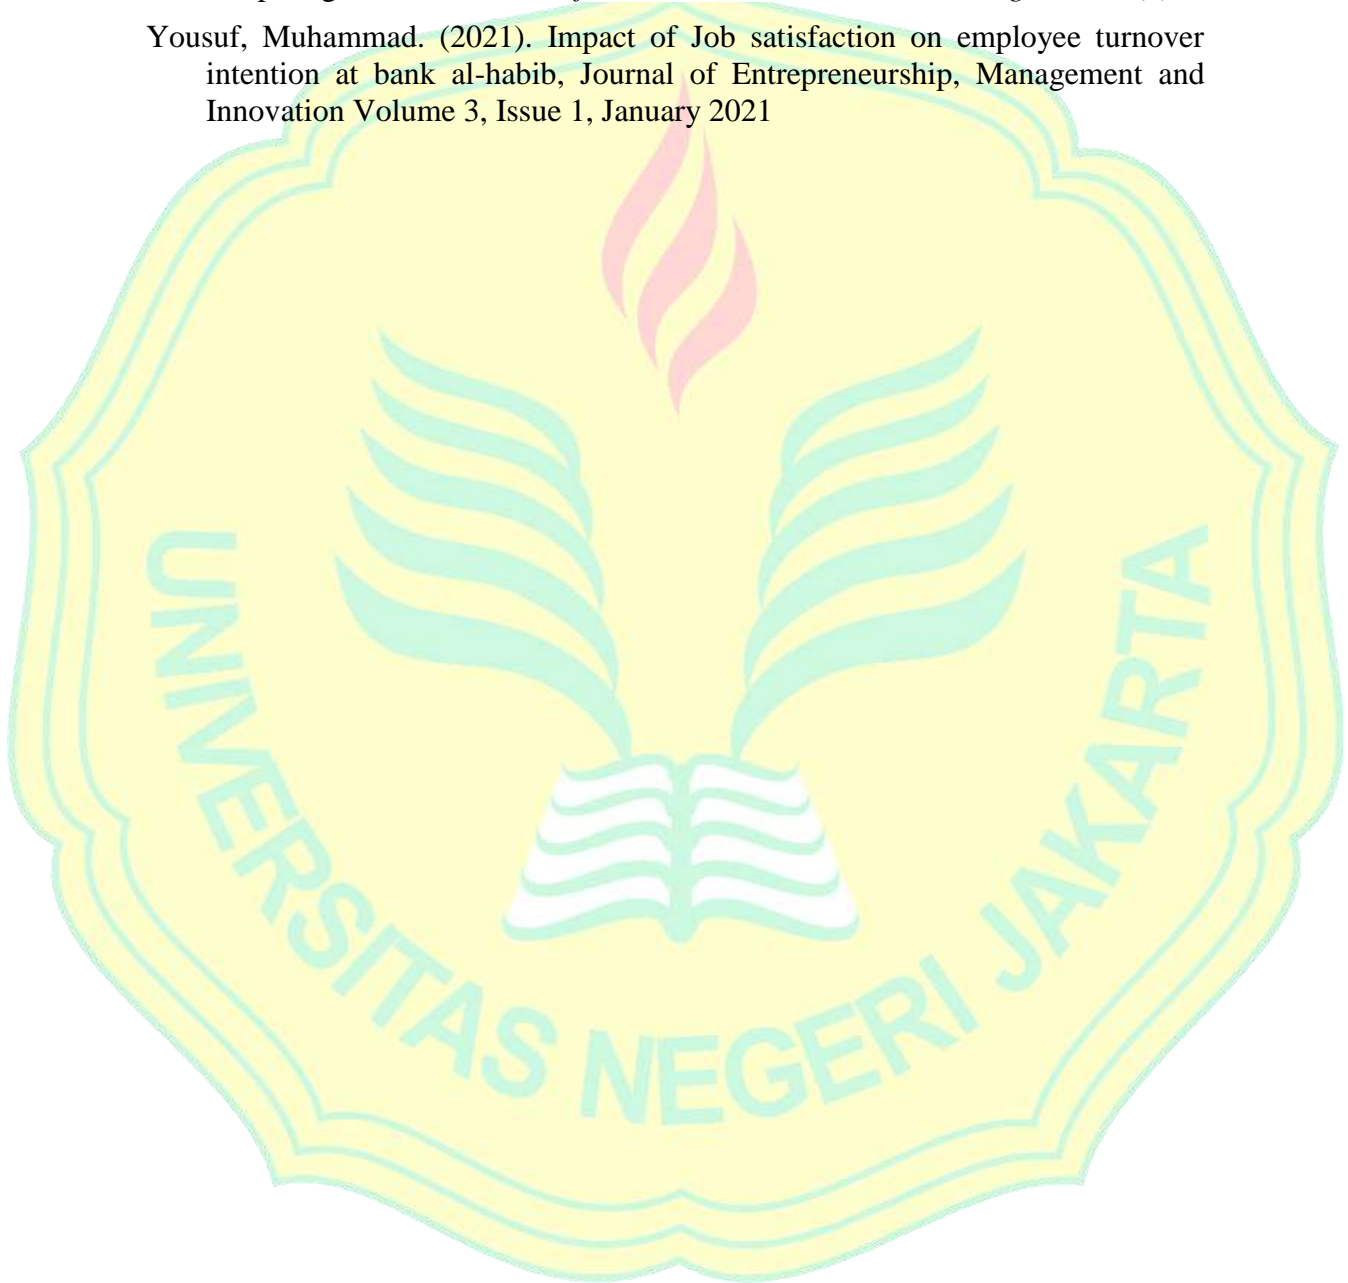 Yousuf, Muhammad. (2021). Impact of Job satisfaction on employee turnover
intention at bank al-habib, Journal of Entrepreneurship, Management and
Innovation Volume 3, Issue 1, January 2021
UNIVERSITAS NEGERI JAKARTA